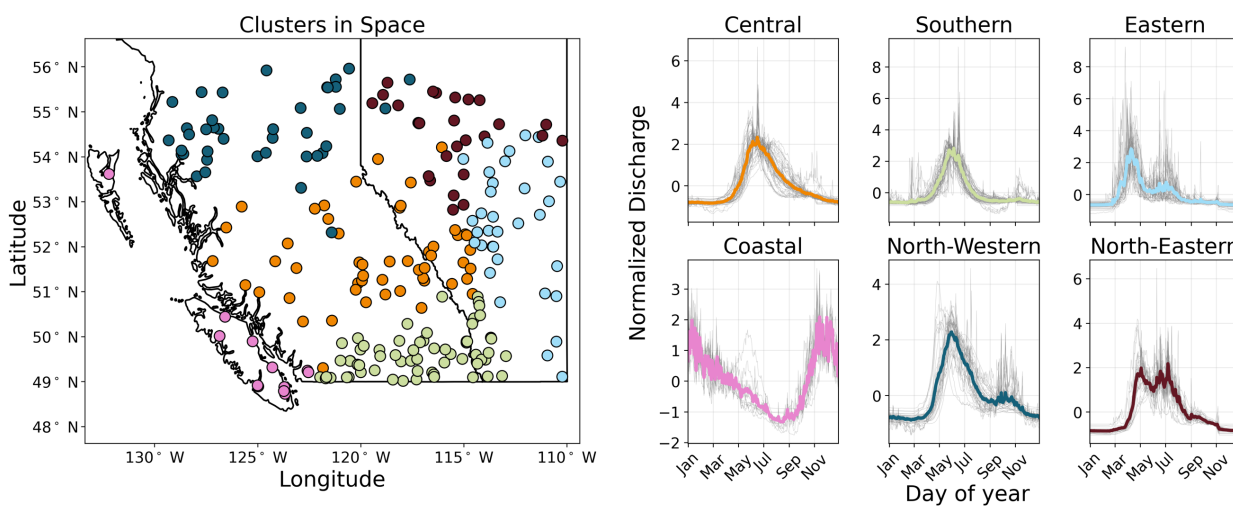 Clusters in Space
56° N
55° N
54° N
53° N
52° N
51° N
50° N
49° N
48° N
Latitude
130° W
125° W
120° W
115° W
110° W
Longitude
Normalized Discharge
Central
6
4
2
0
Southern
8
6
4
2
0
Eastern
8
6
4
2
0
Coastal
3
2
1
0
−1
−2
Jan
Mar
May
Jul
Sep
Nov
North-Western
4
2
0
Jan
Mar
May
Jul
Sep
Nov
North-Eastern
6
4
2
0
Jan
Mar
May
Jul
Sep
Nov
Day of year